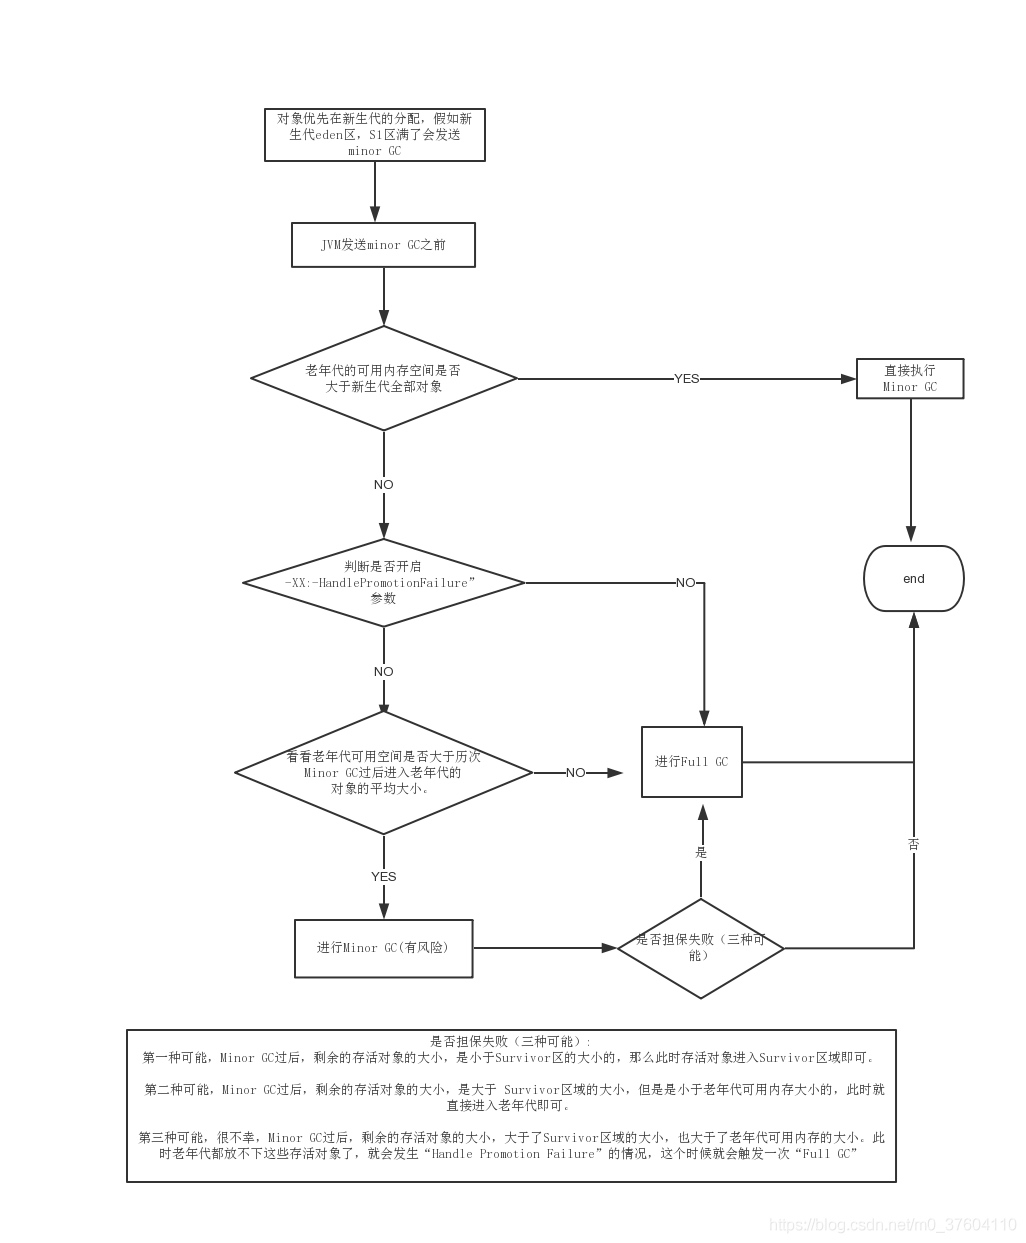 对象优先在新生代的分配，假如新
生代eden区，S1区满了会发送
minor GC
JVM发送minor GC之前
老年代的可用内存空间是否
大于新生代全部对象
YES
直接执行
Minor GC
NO
end
判断是否开启
-XX:-HandlePromotionFailure”
参数
NO
NO
看看老年代可用空间是否大于历次
Minor GC过后进入老年代的
对象的平均大小。
NO
进行Full GC
是
否
YES
进行Minor GC(有风险)
是否担保失败（三种可
能）
是否担保失败（三种可能）:
第一种可能，Minor GC过后，剩余的存活对象的大小，是小于Survivor区的大小的，那么此时存活对象进入Survivor区域即可。
第二种可能，Minor GC过后，剩余的存活对象的大小，是大于 Survivor区域的大小，但是是小于老年代可用内存大小的，此时就
直接进入老年代即可。
第三种可能，很不幸，Minor GC过后，剩余的存活对象的大小，大于了Survivor区域的大小，也大于了老年代可用内存的大小。此
时老年代都放不下这些存活对象了，就会发生“Handle Promotion Failure”的情况，这个时候就会触发一次“Full GC”
https://blog.csdn.net/m0_37604110